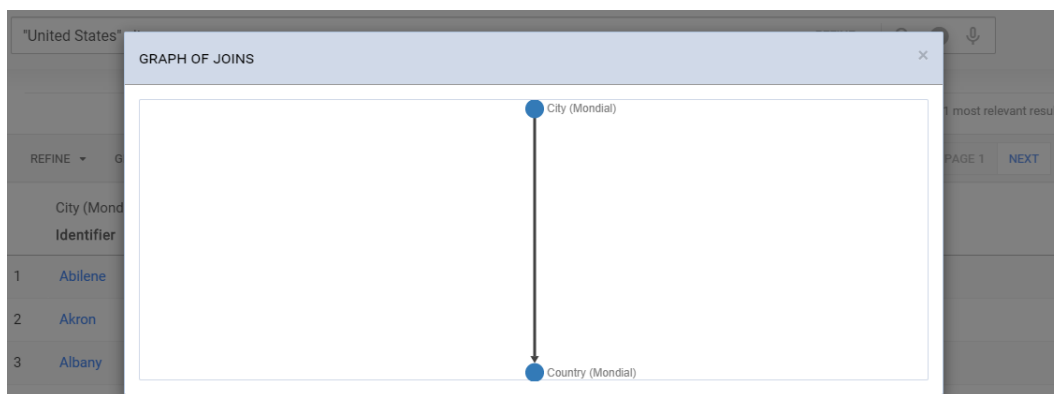 "United States"
GRAPH OF JOINS ×
City (Mondial)
1 most relevant resu
REFINE G PAGE 1 NEXT
City (Mond
Identifier
1 Abilene
2 Akron
3 Albany
Country (Mondial)